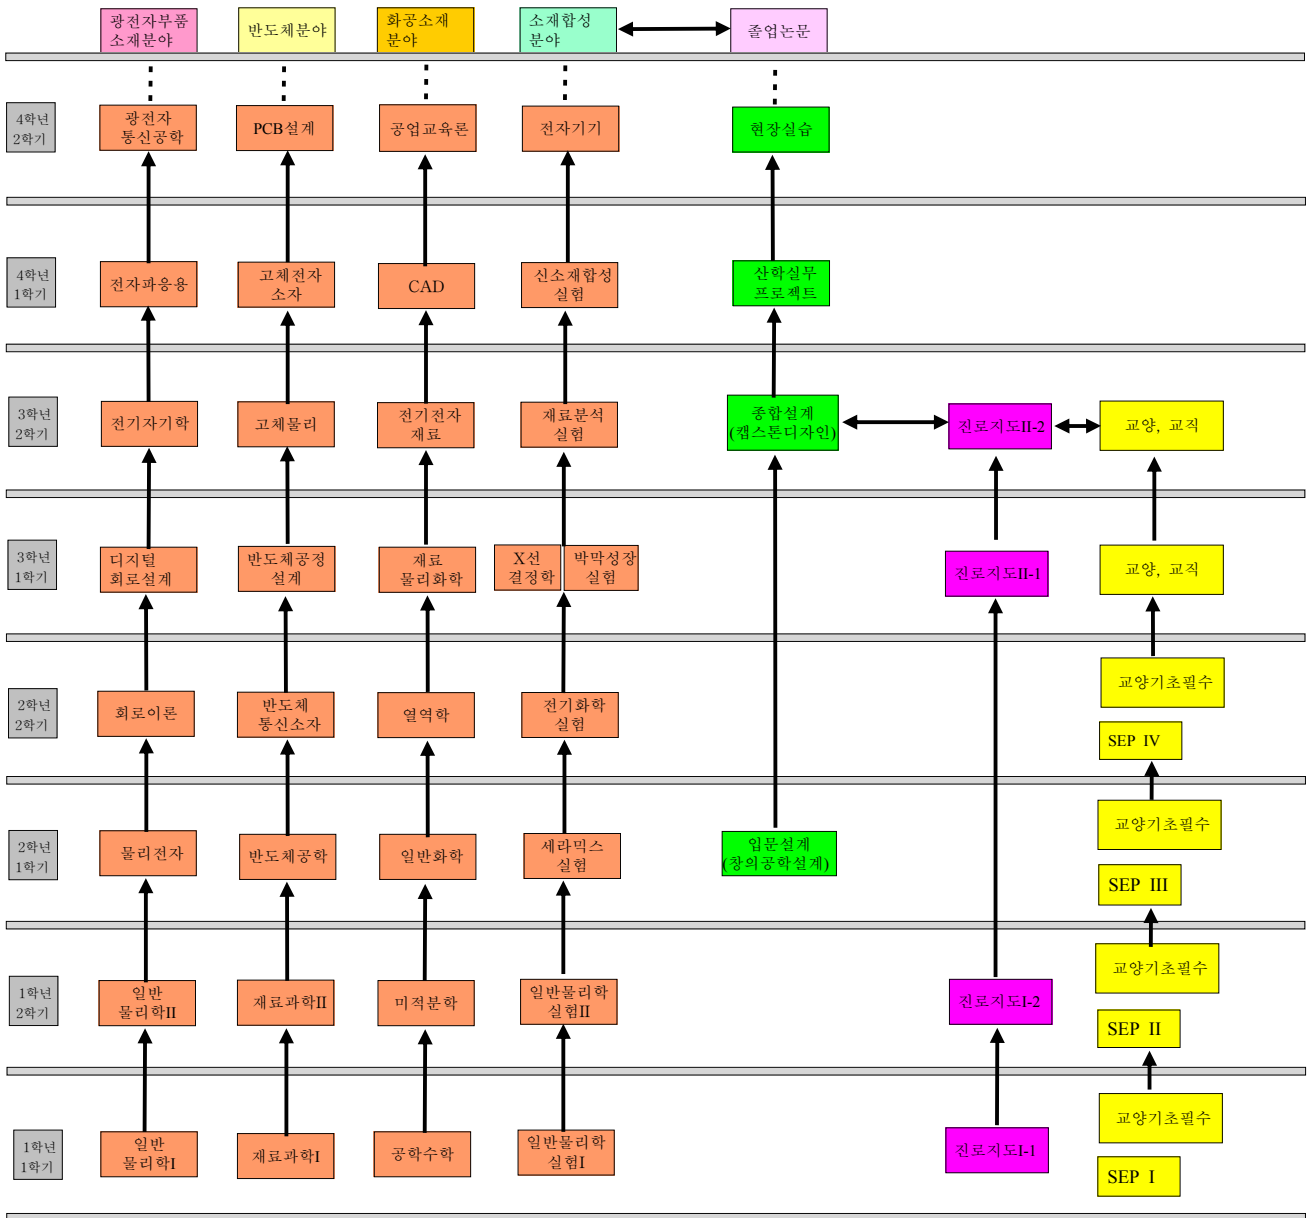 광전자부품
소재분야
반도체분야
화공소재
분야
소재합성
분야
졸업논문
4학년
2학기
광전자
통신공학
PCB설계
공업교육론
전자기기
현장실습
4학년
1학기
전자파응용
고체전자
소자
CAD
신소재합성
실험
산학실무
프로젝트
3학년
2학기
전기자기학
고체물리
전기전자
재료
재료분석
실험
종합설계
(캡스톤디자인)
진로지도II-2
교양, 교직
3학년
1학기
디지털
회로설계
반도체공정
설계
재료
물리화학
X선
결정학
박막성장
실험
진로지도II-1
교양, 교직
2학년
2학기
회로이론
반도체
통신소자
열역학
전기화학
실험
교양기초필수
SEP IV
2학년
1학기
물리전자
반도체공학
일반화학
세라믹스
실험
입문설계
(창의공학설계)
교양기초필수
SEP III
1학년
2학기
일반
물리학II
재료과학II
미적분학
일반물리학
실험II
진로지도I-2
교양기초필수
SEP II
1학년
1학기
일반
물리학I
재료과학I
공학수학
일반물리학
실험I
진로지도I-1
교양기초필수
SEP I